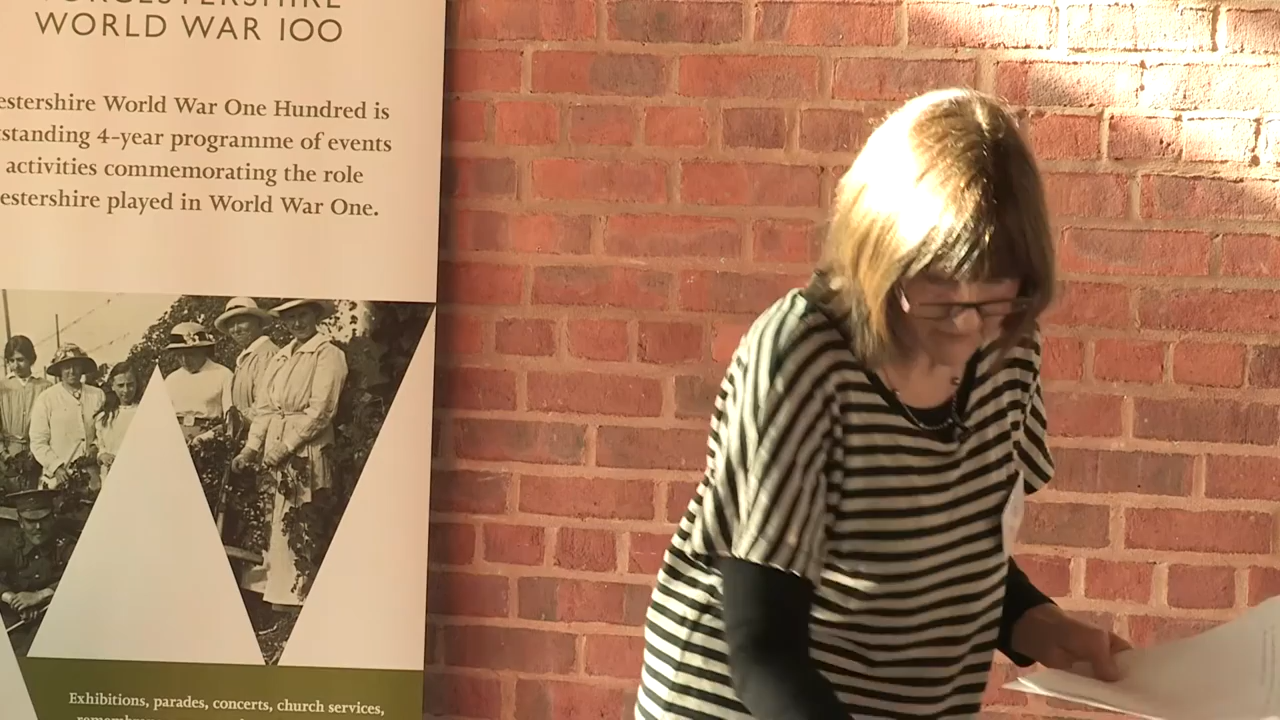 WORLD WAR 100
estershire World War One Hundred is
standing 4-year programme of events
activities commemorating the role
estershire played in World War One.
Exhibitions, parades, concerts, church services,